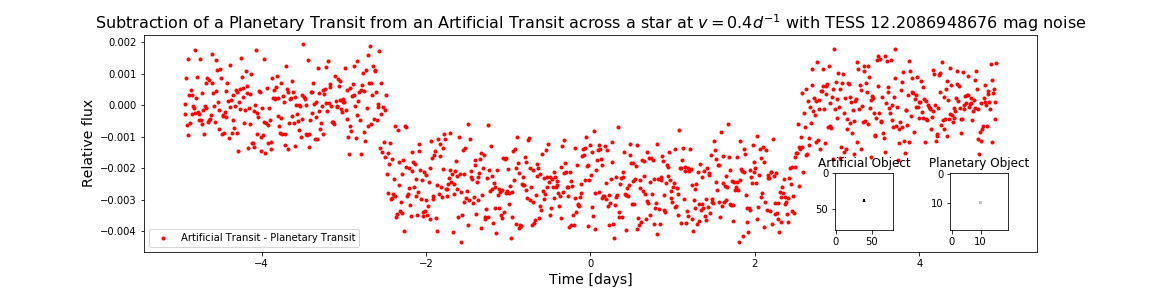 Subtraction of a Planetary Transit from an Artificial Transit across a star at v = 0.4d⁻¹ with TESS 12.2086948676 mag noise
Relative flux
0.002
0.001
0.000
−0.001
−0.002
−0.003
−0.004
Artificial Transit - Planetary Transit
Artificial Object
0
50
0 50
Planetary Object
0
10
0 10
−4 −2 0 2 4
Time [days]